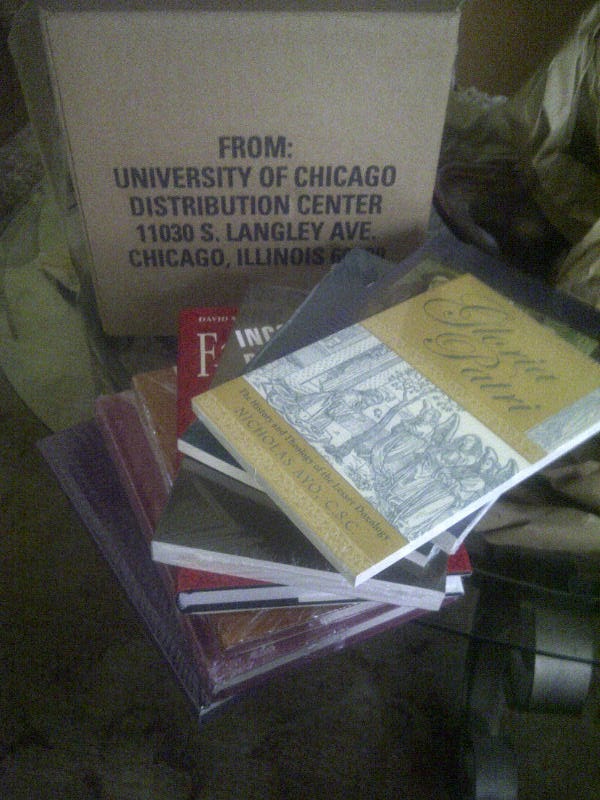 FROM:
UNIVERSITY OF CHICAGO
DISTRIBUTION CENTER
11030 S. LANGLEY AVE.
CHICAGO, ILLINOIS
DAVID
Gloria
Patri
The History and Theology of the Lesser Doxology
NICHOLAS AYO, C.S.C.